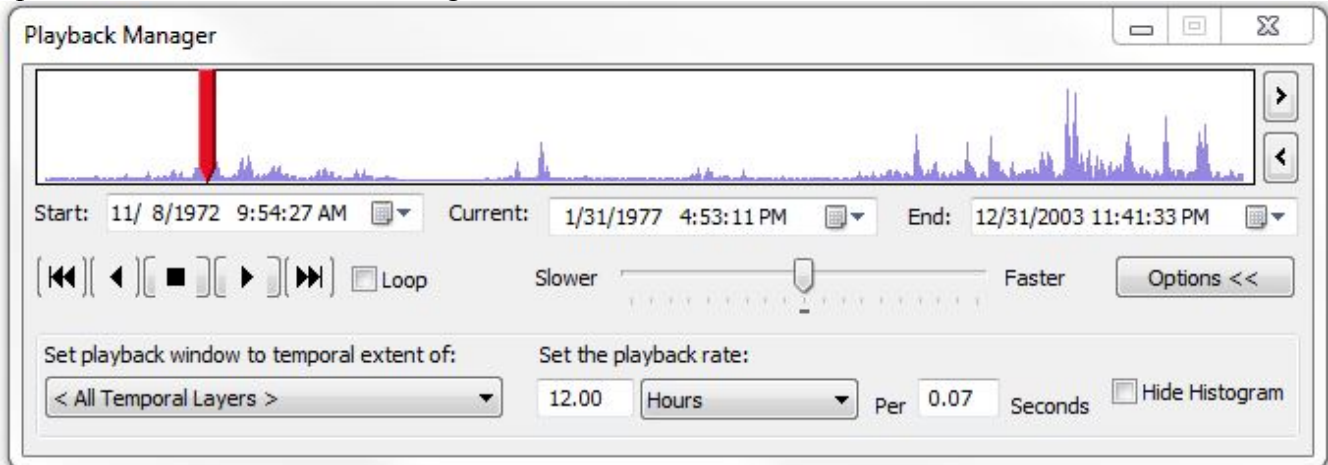 Playback Manager
Start: 11/ 8/1972 9:54:27 AM Current: 1/31/1977 4:53:11 PM End: 12/31/2003 11:41:33 PM
Loop Slower Faster Options <<
Set playback window to temporal extent of: Set the playback rate:
< All Temporal Layers > 12.00 Hours Per 0.07 Seconds Hide Histogram